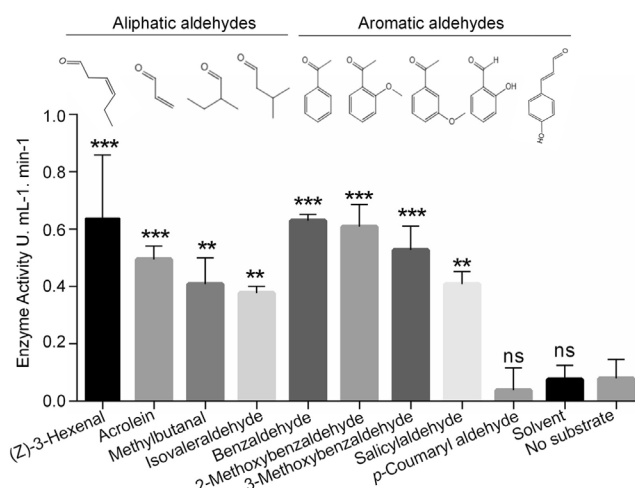 Aliphatic aldehydes
Aromatic aldehydes
O
O
O
O
O
O
O
O
O
H
OH
O
O
HO
Enzyme Activity U. mL-1. min-1
1.0
0.8
0.6
0.4
0.2
0.0
***
***
**
**
***
***
***
**
ns
ns
(Z)-3-Hexenal
Acrolein
Methylbutanal
Isovaleraldehyde
Benzaldehyde
2-Methoxybenzaldehyde
3-Methoxybenzaldehyde
Salicylaldehyde
p-Coumaryl aldehyde
Solvent
No substrate